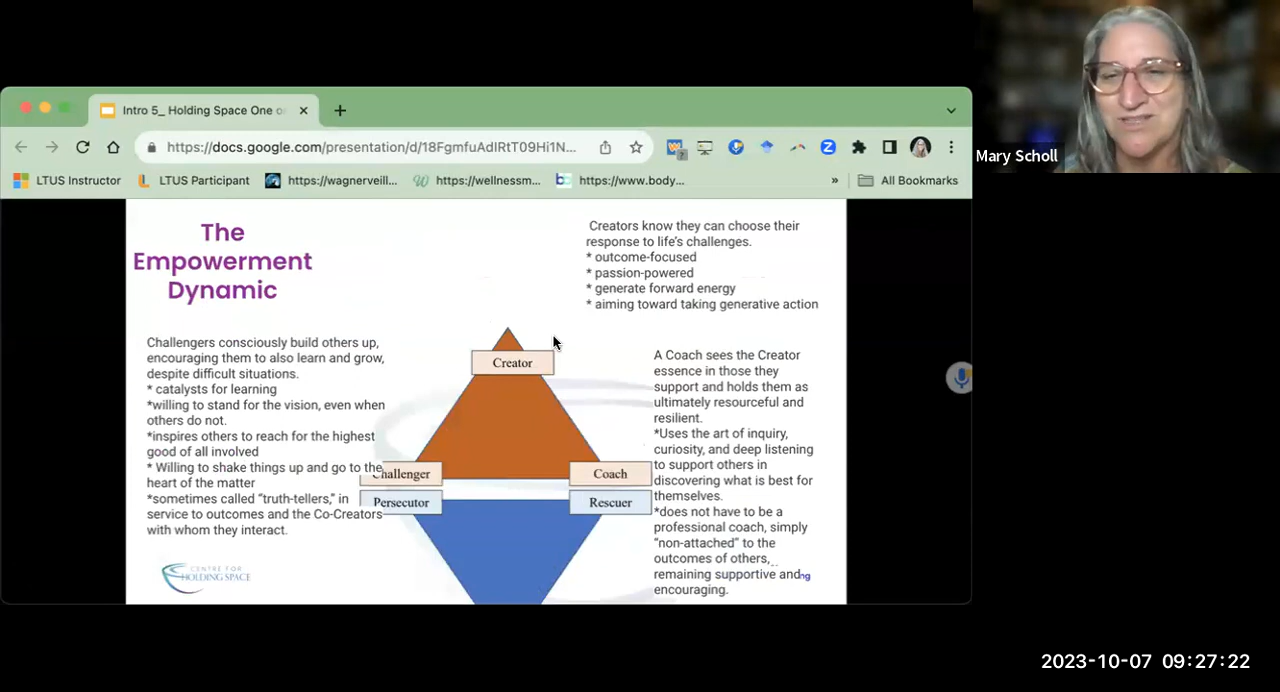 Intro 5_ Holding Space One o
https://docs.google.com/presentation/d/18FgmfuAdIRtT09Hi1N...
LTUS Instructor
LTUS Participant
https://wagnerveill...
https://wellnessm...
https://www.body...
»
All Bookmarks
Mary Scholl
The
Empowerment
Dynamic
Creators know they can choose their
response to life's challenges.
* outcome-focused
* passion-powered
* generate forward energy
* aiming toward taking generative action
Challengers consciously build others up,
encouraging them to also learn and grow,
despite difficult situations.
* catalysts for learning
*willing to stand for the vision, even when
others do not.
*inspires others to reach for the highest
good of all involved
* Willing to shake things up and go to the
heart of the matter
*sometimes called "truth-tellers," in
service to outcomes and the Co-Creators
with whom they interact.
Creator
Challenger
Coach
Persecutor
Rescuer
A Coach sees the Creator
essence in those they
support and holds them as
ultimately resourceful and
resilient.
*Uses the art of inquiry,
curiosity, and deep listening
to support others in
discovering what is best for
themselves.
*does not have to be a
professional coach, simply
"non-attached" to the
outcomes of others,
remaining supportive and
encouraging.
CENTRE FOR
HOLDING SPACE
2023-10-07 09:27:22